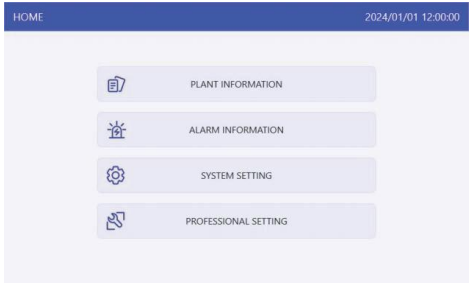 HOME
2024/01/01 12:00:00
PLANT INFORMATION
ALARM INFORMATION
SYSTEM SETTING
PROFESSIONAL SETTING